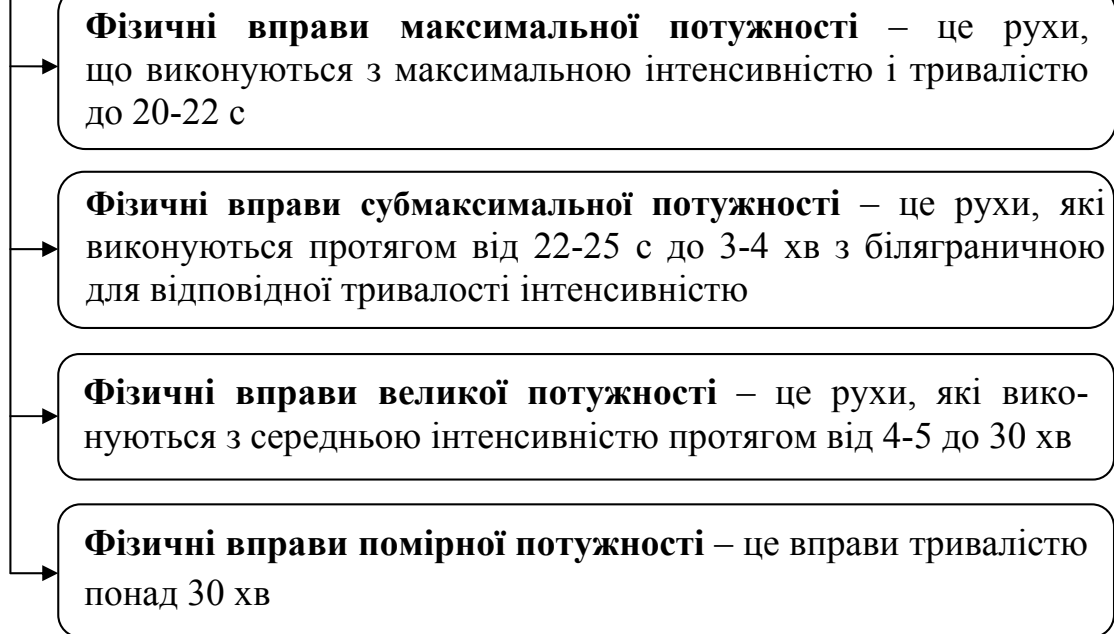 Фізичні вправи максимальної потужності – це рухи,
що виконуються з максимальною інтенсивністю і тривалістю
до 20-22 с
Фізичні вправи субмаксимальної потужності – це рухи, які
виконуються протягом від 22-25 с до 3-4 хв з біляграничною
для відповідної тривалості інтенсивністю
Фізичні вправи великої потужності – це рухи, які вико-
нуються з середньою інтенсивністю протягом від 4-5 до 30 хв
Фізичні вправи помірної потужності – це вправи тривалістю
понад 30 хв